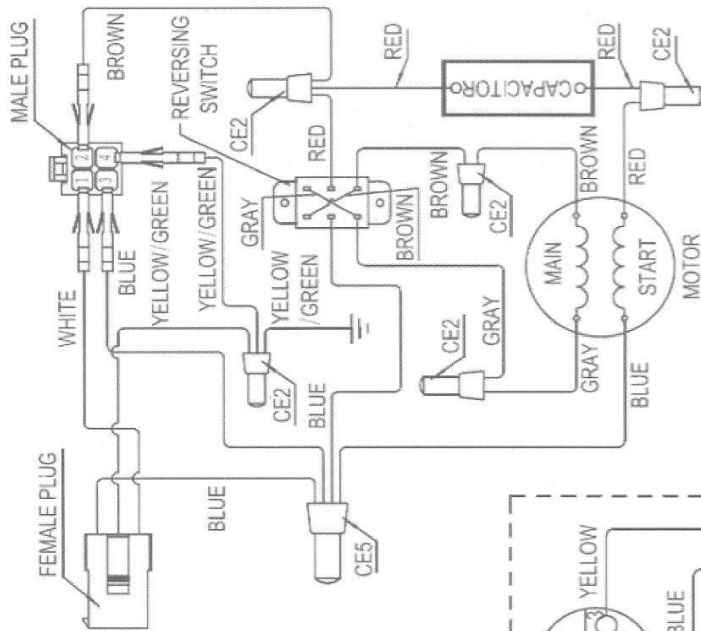 MALE PLUG
BROWN
2
1
4
3
REVERSING
SWITCH
WHITE
BLUE
YELLOW/GREEN
YELLOW/GREEN
CE2
RED
RED
CAPACITOR
RED
CE2
GRAY
BROWN
YELLOW
/GREEN
BROWN
CE2
BROWN
RED
FEMALE PLUG
BLUE
CE2
BLUE
CE2
GRAY
MAIN
START
MOTOR
GRAY
BLUE
CE5
YELLOW
3
BLUE